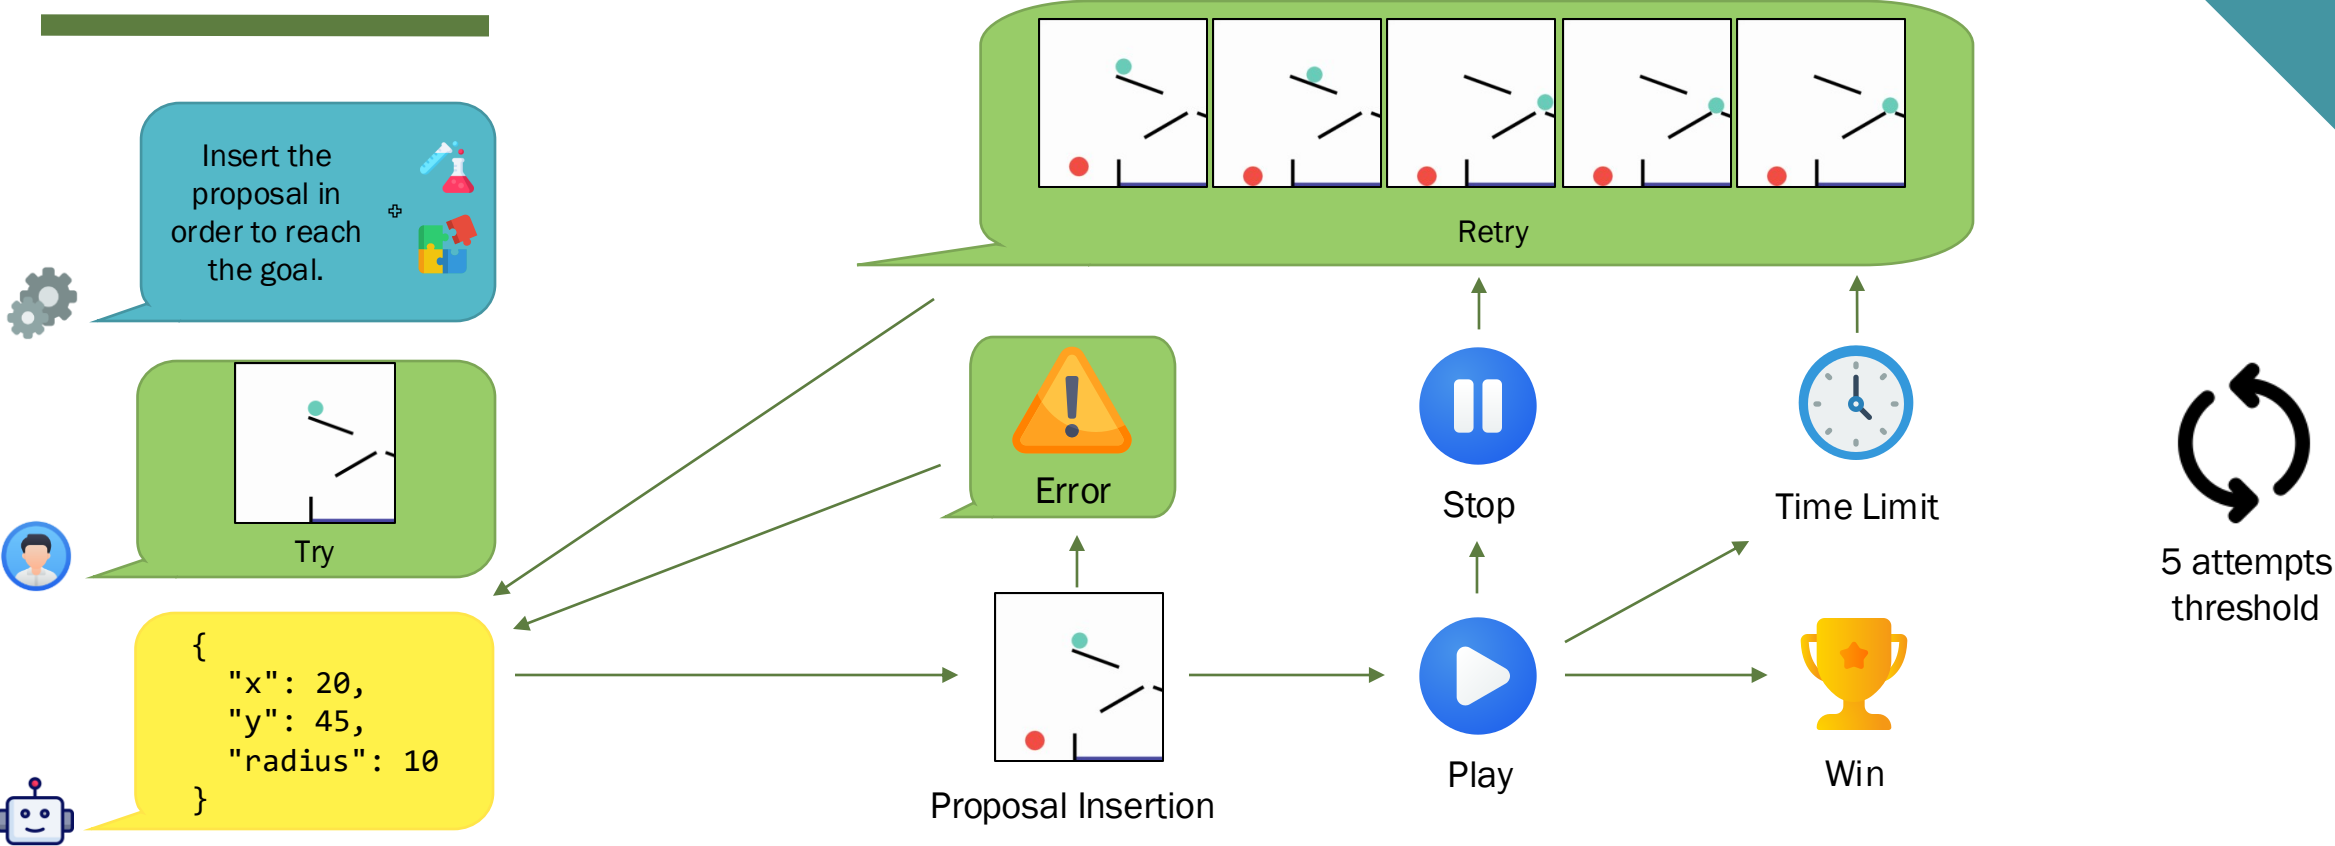 Insert the
proposal in
order to reach
the goal.
Try
{
"x": 20,
"y": 45,
"radius": 10
}
Retry
Error
Proposal Insertion
Stop
Play
Time Limit
Win
5 attempts
threshold